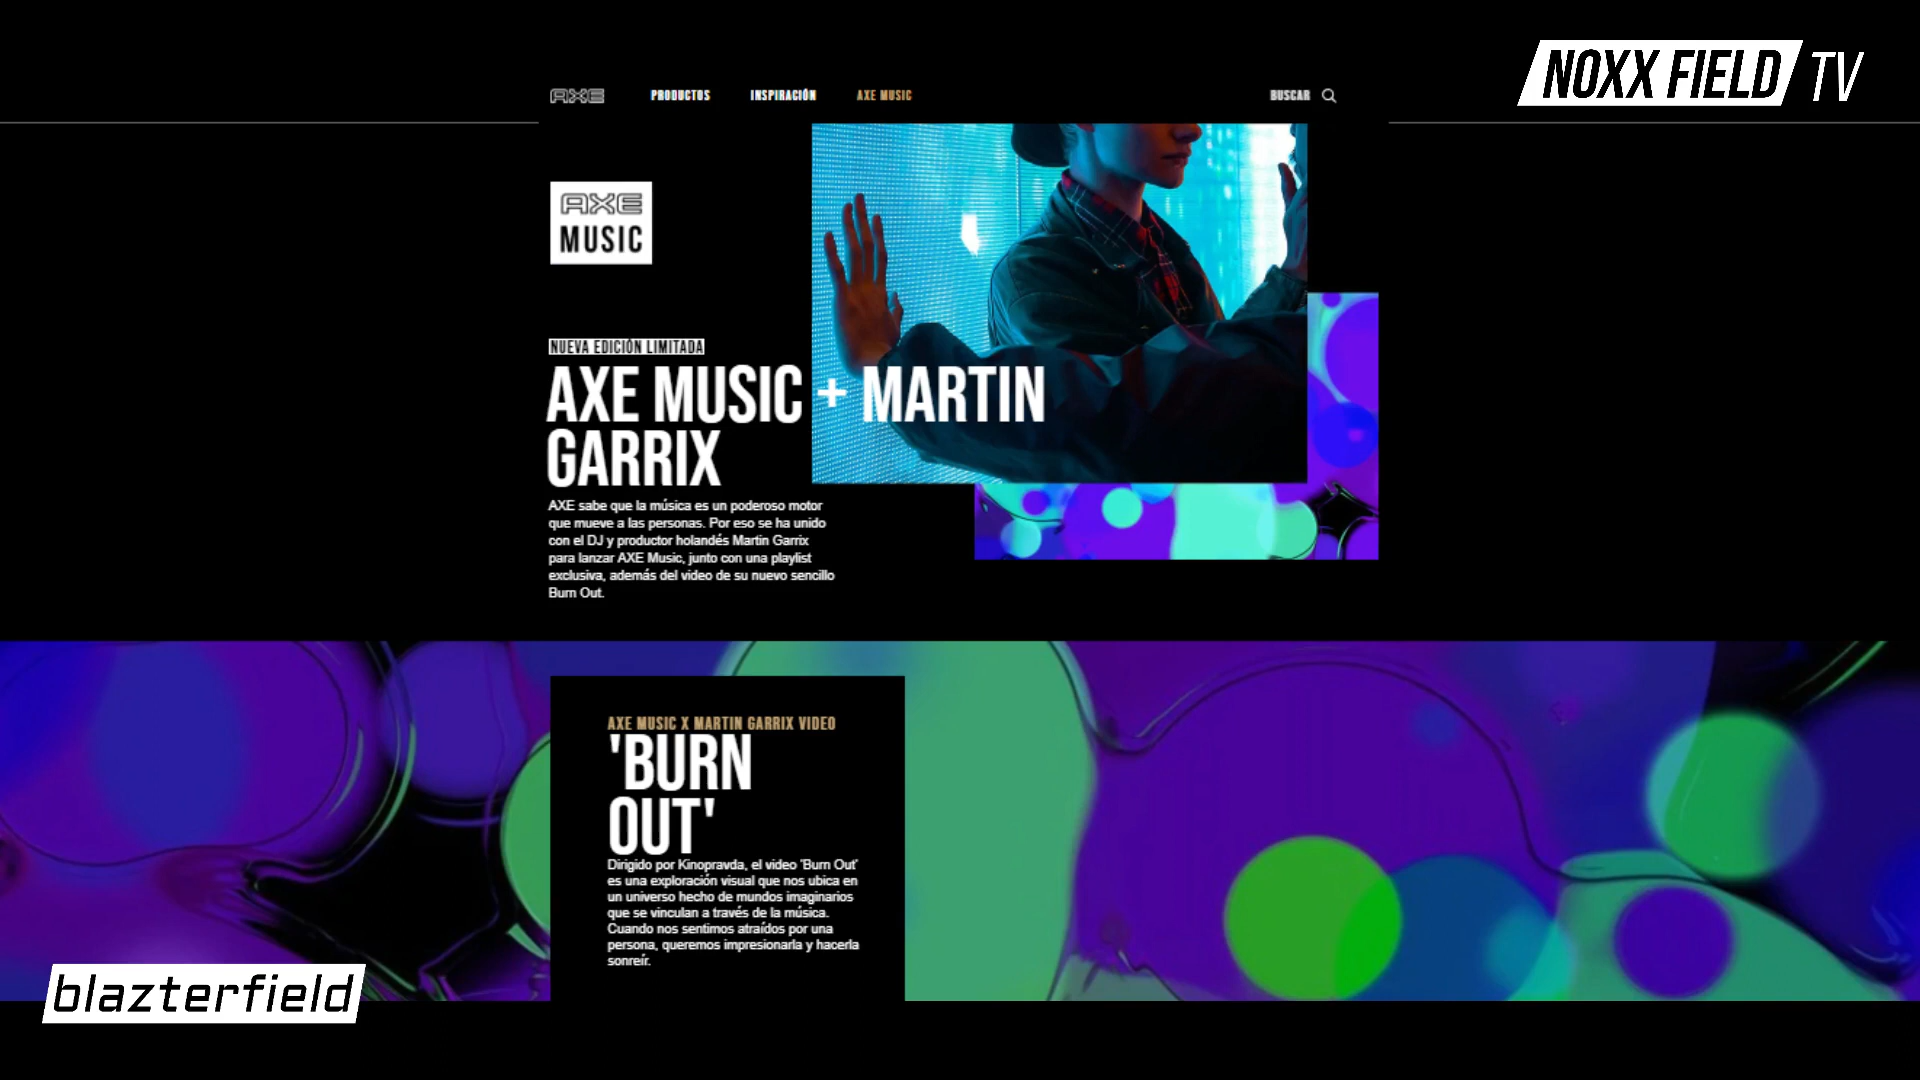 NOXX FIELD TV
AXE PRODUCTOS INSPIRACIÓN AXE MUSIC BUSCAR
AXE
MUSIC
NUEVA EDICIÓN LIMITADA
AXE MUSIC + MARTIN
GARRIX
AXE sabe que la música es un poderoso motor
que mueve a las personas. Por eso se ha unido
con el DJ y productor holandés Martin Garrix
para lanzar AXE Music, junto con una playlist
exclusiva, además del video de su nuevo sencillo
Burn Out.
AXE MUSIC X MARTIN GARRIX VIDEO
'BURN
OUT'
Dirigido por Kinopravda, el video 'Burn Out'
es una exploración visual que nos ubica en
un universo hecho de mundos imaginarios
que se vinculan a través de la música.
Cuando nos sentimos atraídos por una
persona, queremos impresionarla y hacerla
sonreír.
blazterfield